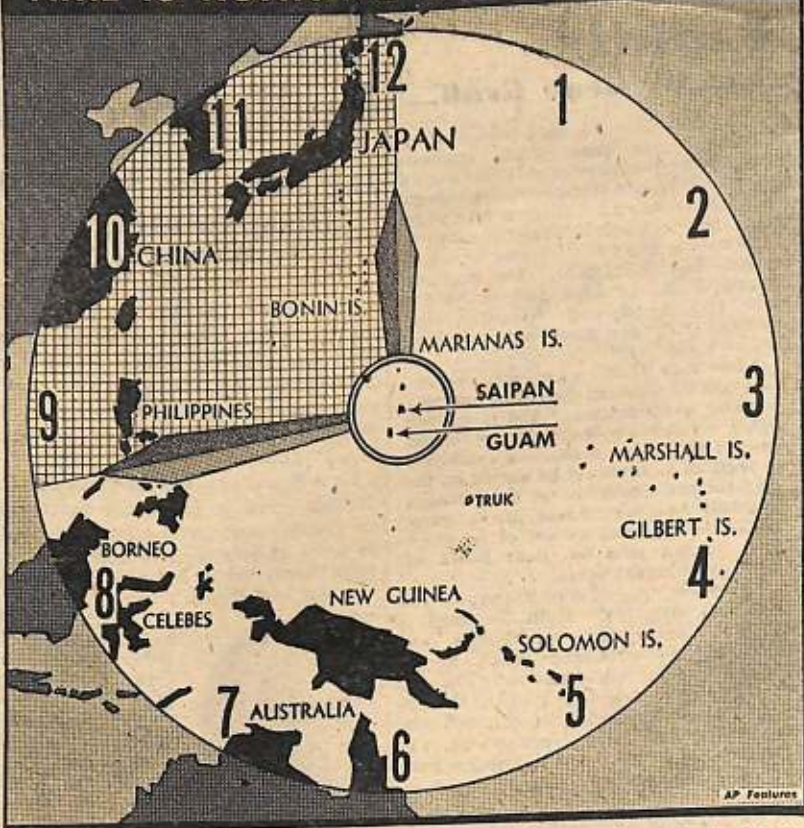 12
1
11
JAPAN
2
10
CHINA
BONIN IS.
MARIANAS IS.
SAIPAN
3
9
PHILIPPINES
GUAM
MARSHALL IS.
TRUK
GILBERT IS.
BORNEO
4
8
NEW GUINEA
CELEBES
SOLOMON IS.
5
7
AUSTRALIA
6
AP Features